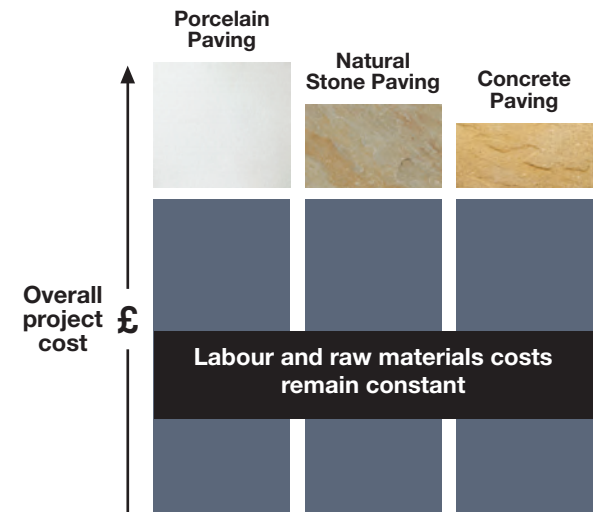 Porcelain
Paving
Natural
Stone Paving
Concrete
Paving
Overall
project
cost
£
Labour and raw materials costs
remain constant